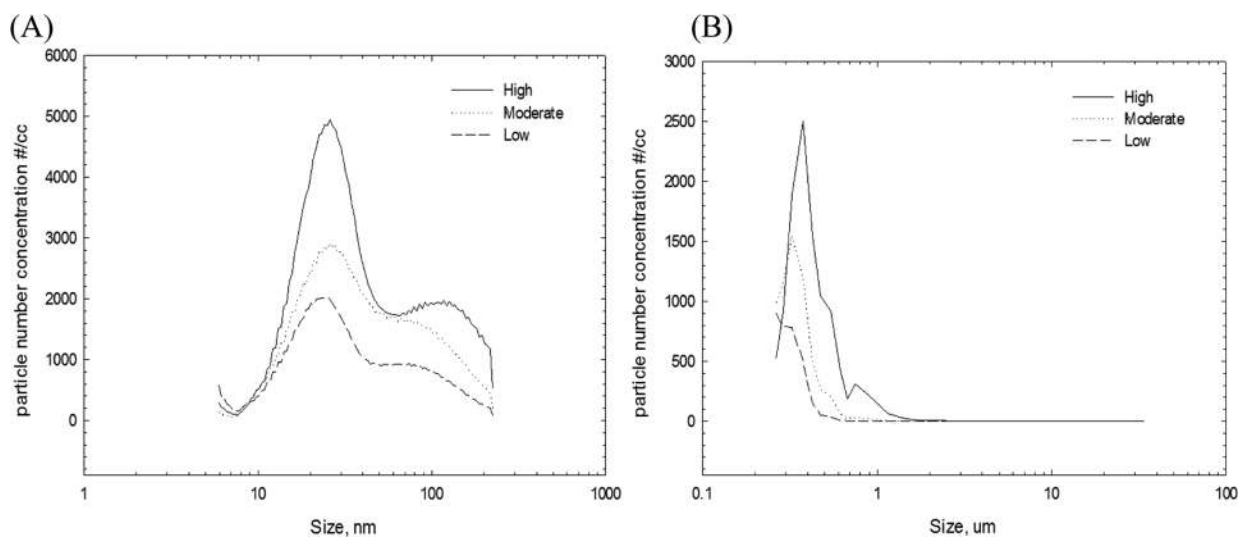 (A)
particle number concentration #/cc
6000
5000
4000
3000
2000
1000
0
High
Moderate
Low
1
10
100
1000
Size, nm
(B)
particle number concentration #/cc
3000
2500
2000
1500
1000
500
0
High
Moderate
Low
0.1
1
10
100
Size, um